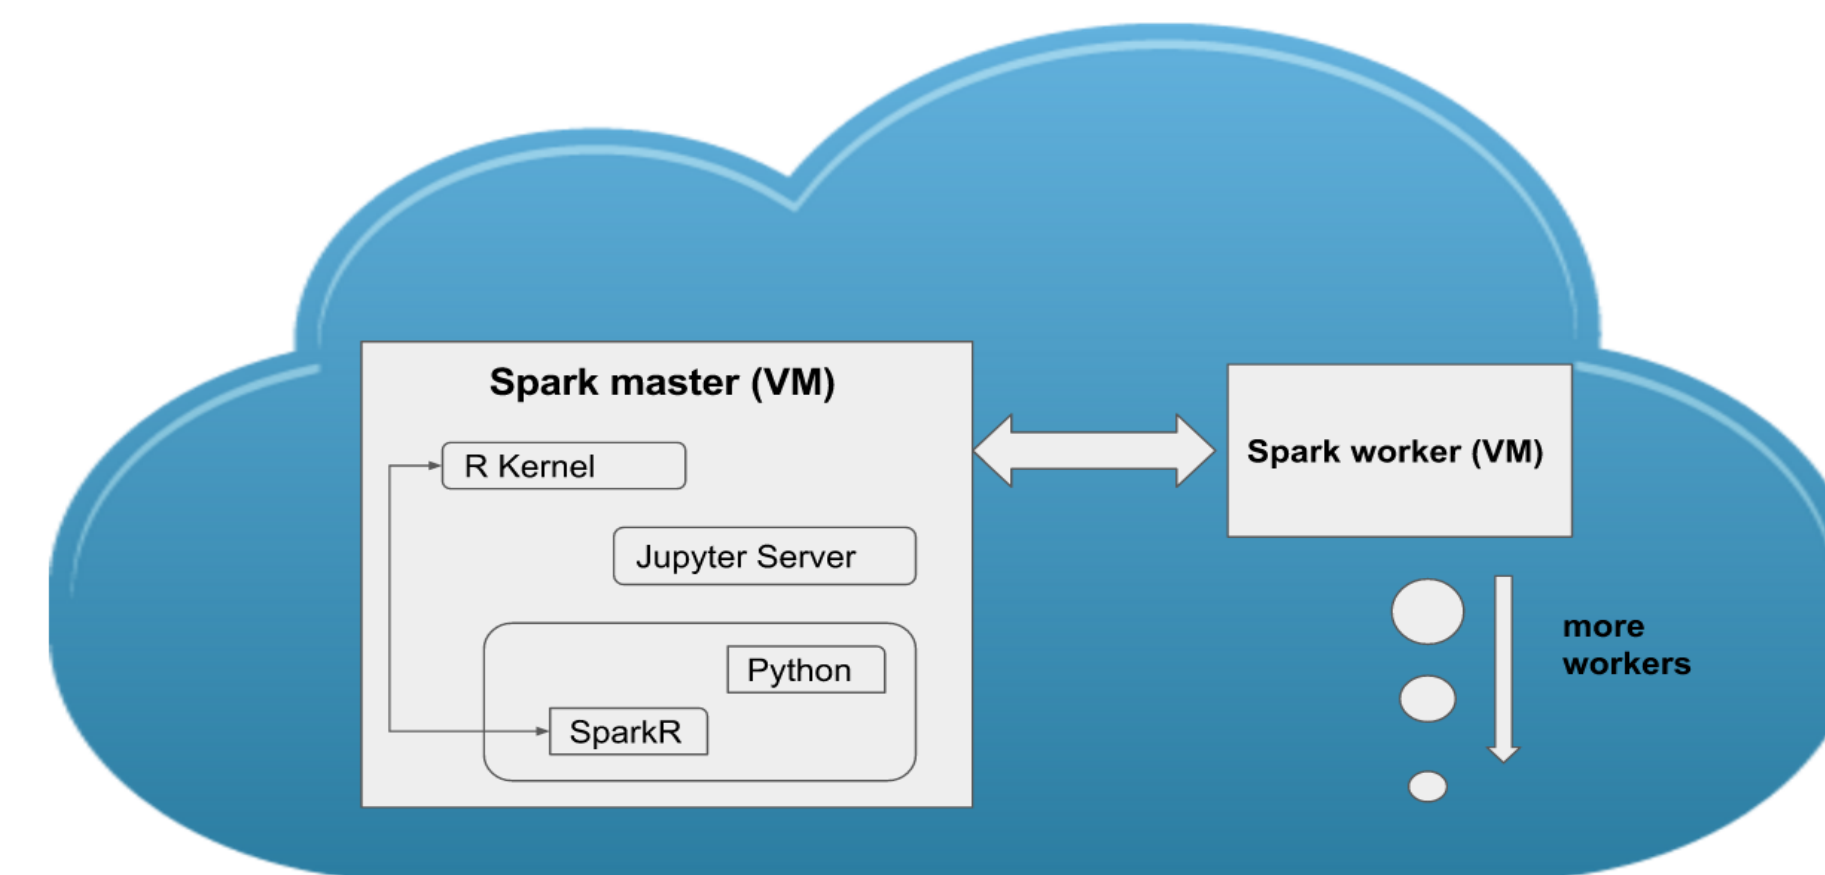 Spark master (VM)
R Kernel
Jupyter Server
Python
SparkR
Spark worker (VM)
more
workers